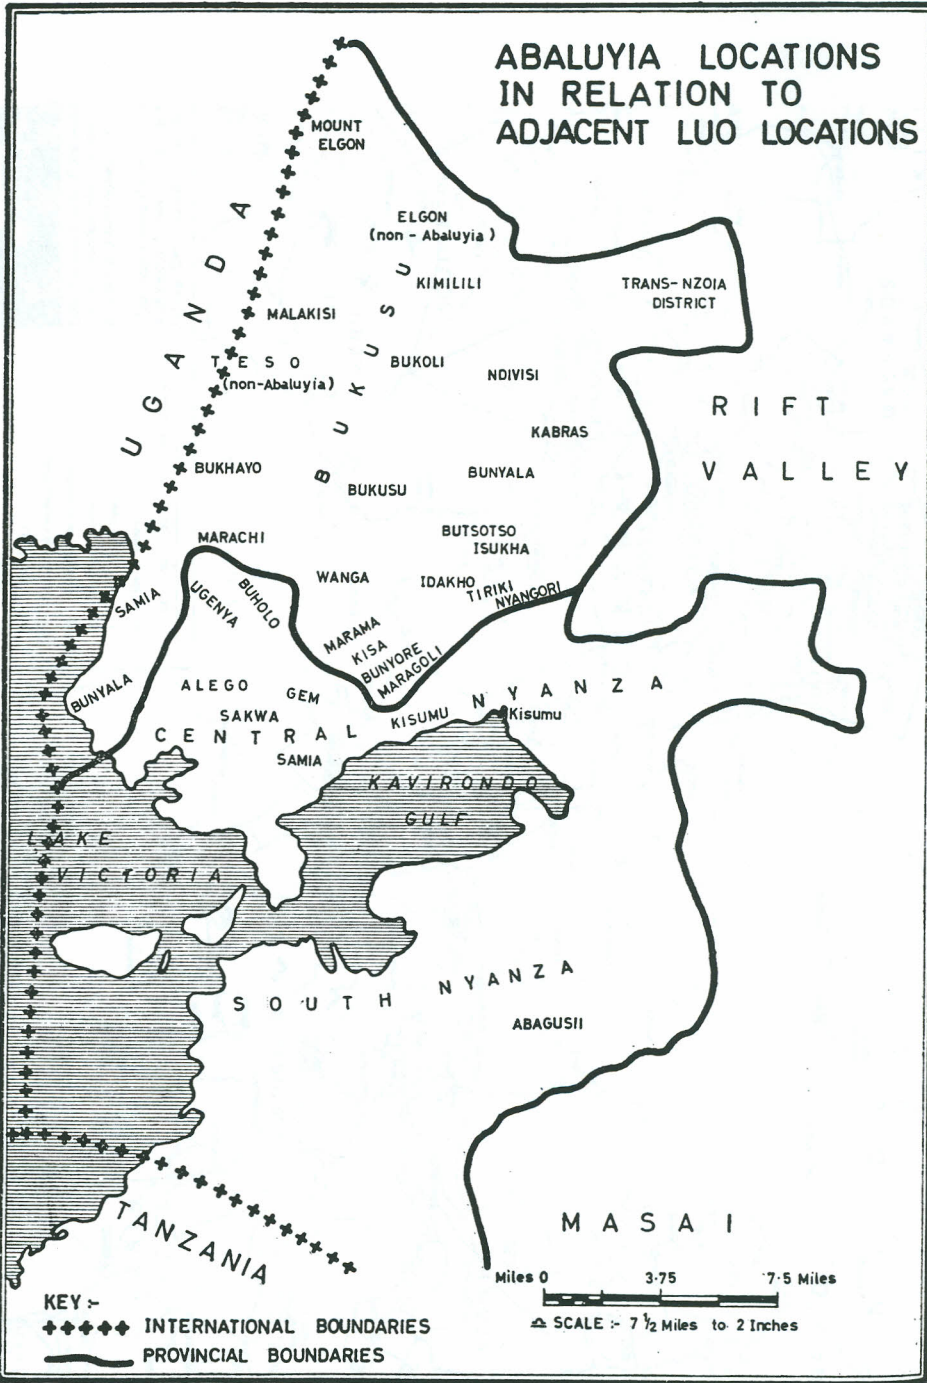 ABALUYIA LOCATIONS
IN RELATION TO
ADJACENT LUO LOCATIONS
MOUNT
ELGON
UGANDA
ELGON
(non - Abaluyia)
KIMILILI
TRANS-NZOIA
DISTRICT
MALAKISI
BUKUSU
TESO
(non-Abaluyia)
BUKOLI
NDIVISI
RIFT
VALLEY
KABRAS
BUKHAYO
BUNYALA
BUKUSU
MARACHI
BUTSOTSO
ISUKHA
WANGA
IDAKHO
TIRIKI
NYANGORI
SAMIA
UGENYA
BUHOLO
MARAMA
KISA
BUNYORE
MARAGOLI
BUNYALA
ALEGO
GEM
SAKWA
CENTRAL
KISUMU
NYANZA
Kisumu
SAMIA
KAVIRONDO
GULF
LAKE
VICTORIA
SOUTH NYANZA
ABAGUSII
TANZANIA
MASAI
Miles 0 3·75 7·5 Miles
SCALE :- 7 1/2 Miles to 2 Inches
KEY :-
INTERNATIONAL BOUNDARIES
PROVINCIAL BOUNDARIES